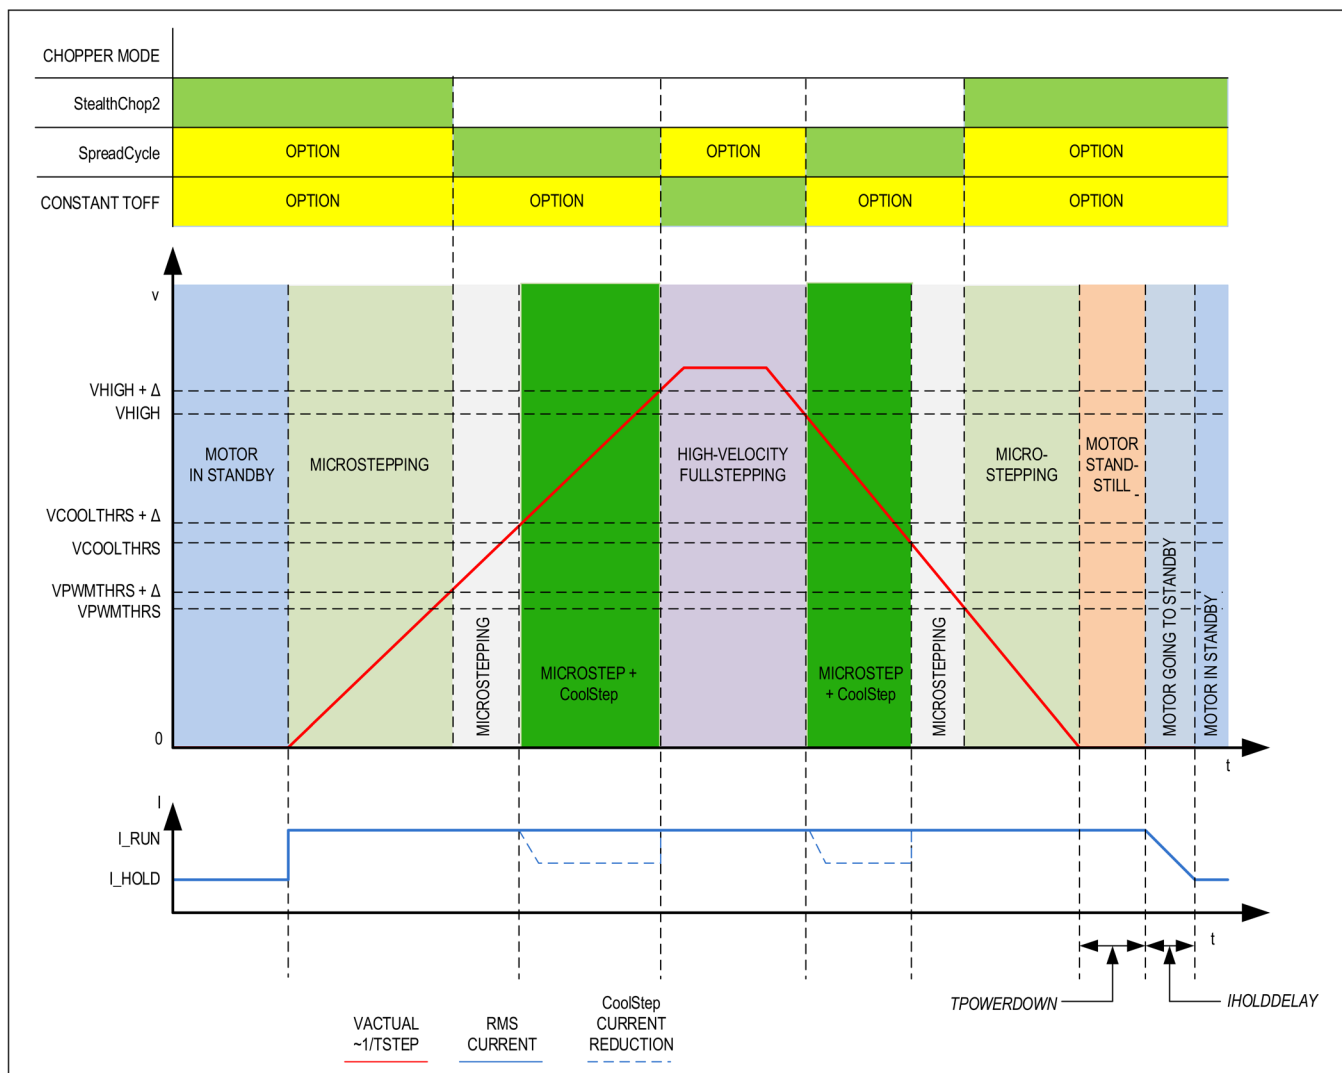 CHOPPER MODE
StealthChop2
SpreadCycle
OPTION
OPTION
OPTION
CONSTANT TOFF
OPTION
OPTION
OPTION
OPTION
v
VHIGH + Δ
VHIGH
MOTOR
IN STANDBY
MICROSTEPPING
HIGH-VELOCITY
FULLSTEPPING
MICRO-
STEPPING
MOTOR
STAND-
STILL -
VCOOLTHRS + Δ
VCOOLTHRS
VPWMTHRS + Δ
VPWMTHRS
MICROSTEPPING
MICROSTEP +
CoolStep
MICROSTEP
+ CoolStep
MICROSTEPPING
MOTOR GOING TO STANDBY
MOTOR IN STANDBY
0
t
I
I_RUN
I_HOLD
t
TPOWERDOWN
IHOLDDELAY
VACTUAL
~1/TSTEP
RMS
CURRENT
CoolStep
CURRENT
REDUCTION